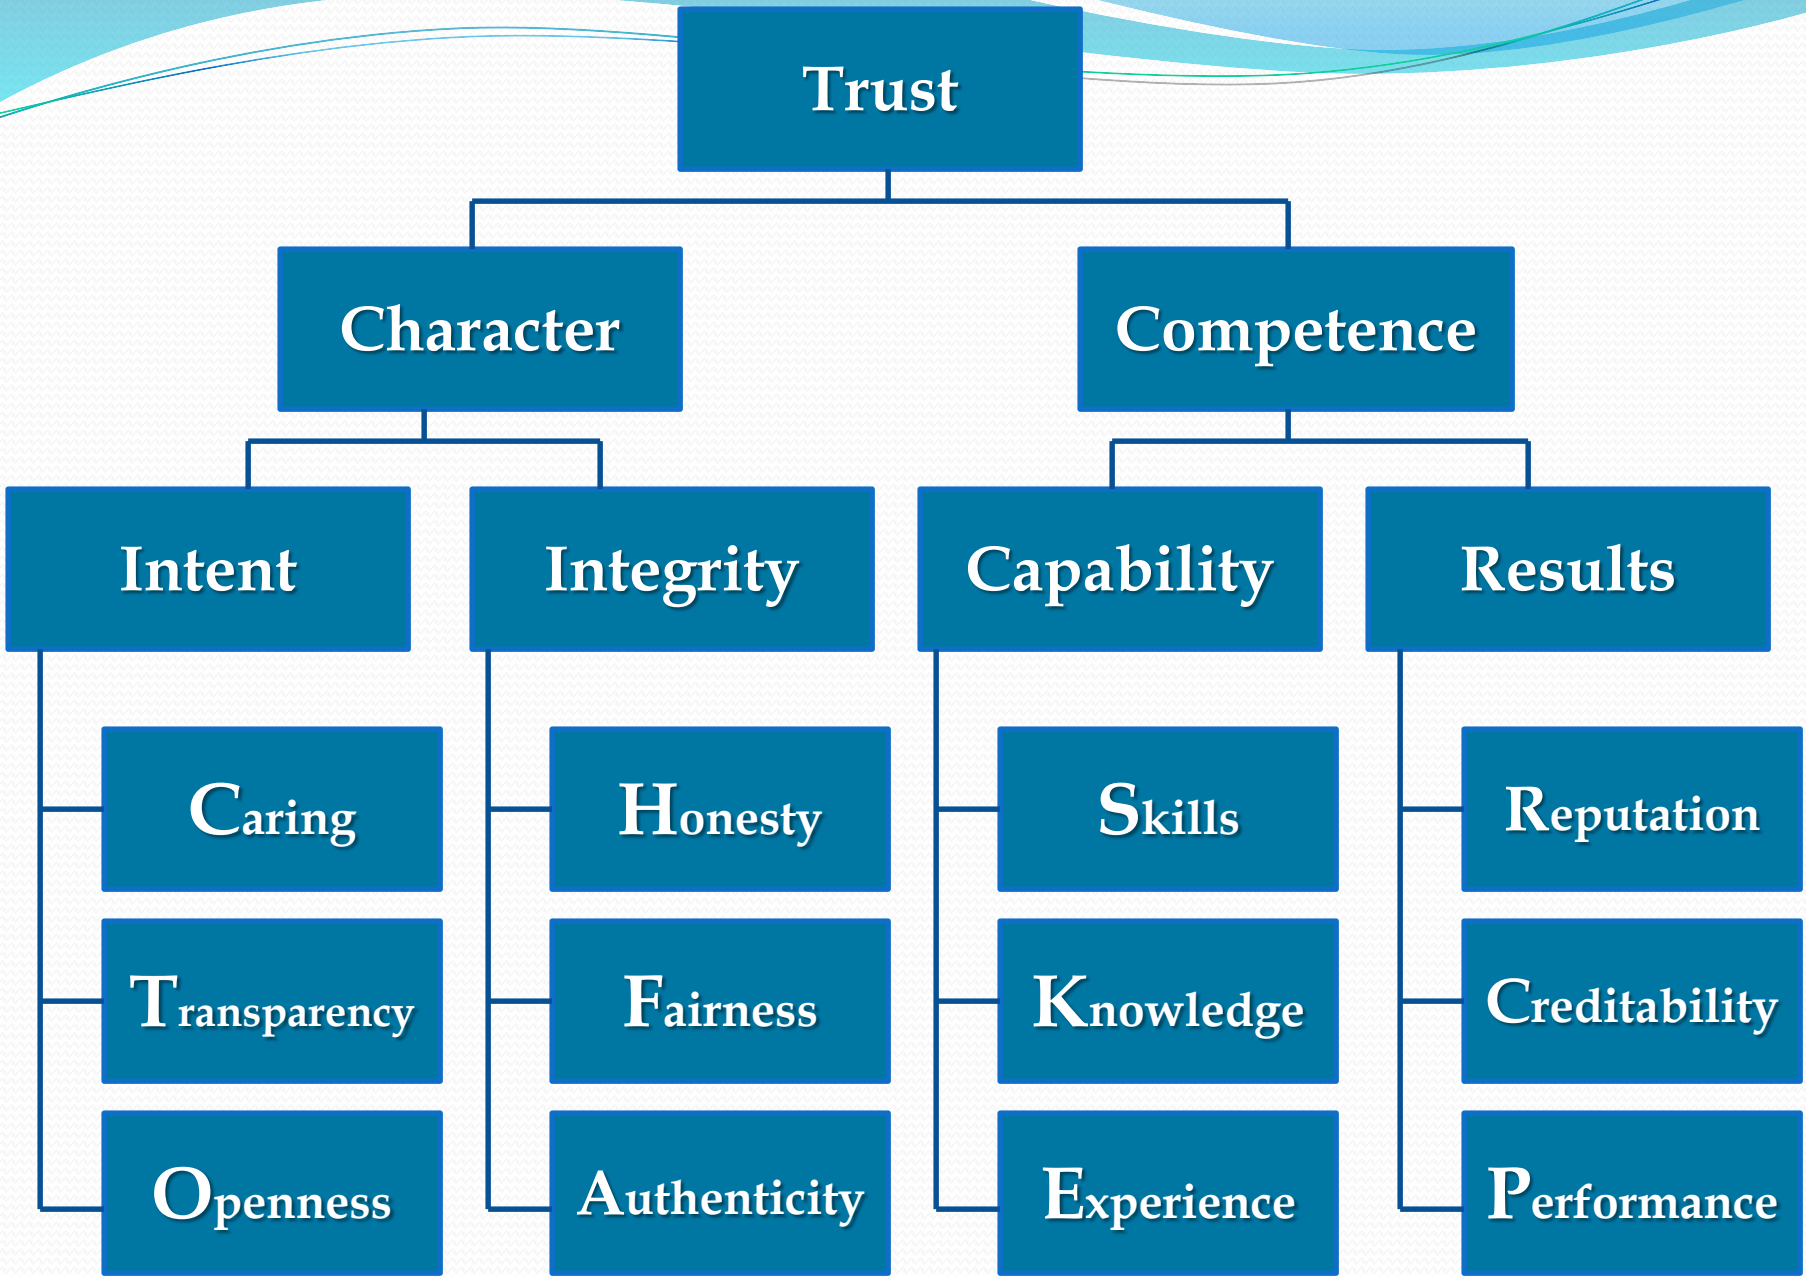 Trust
Character
Competence
Intent
Integrity
Capability
Results
Caring
Honesty
Skills
Reputation
Transparency
Fairness
Knowledge
Creditability
Openness
Authenticity
Experience
Performance